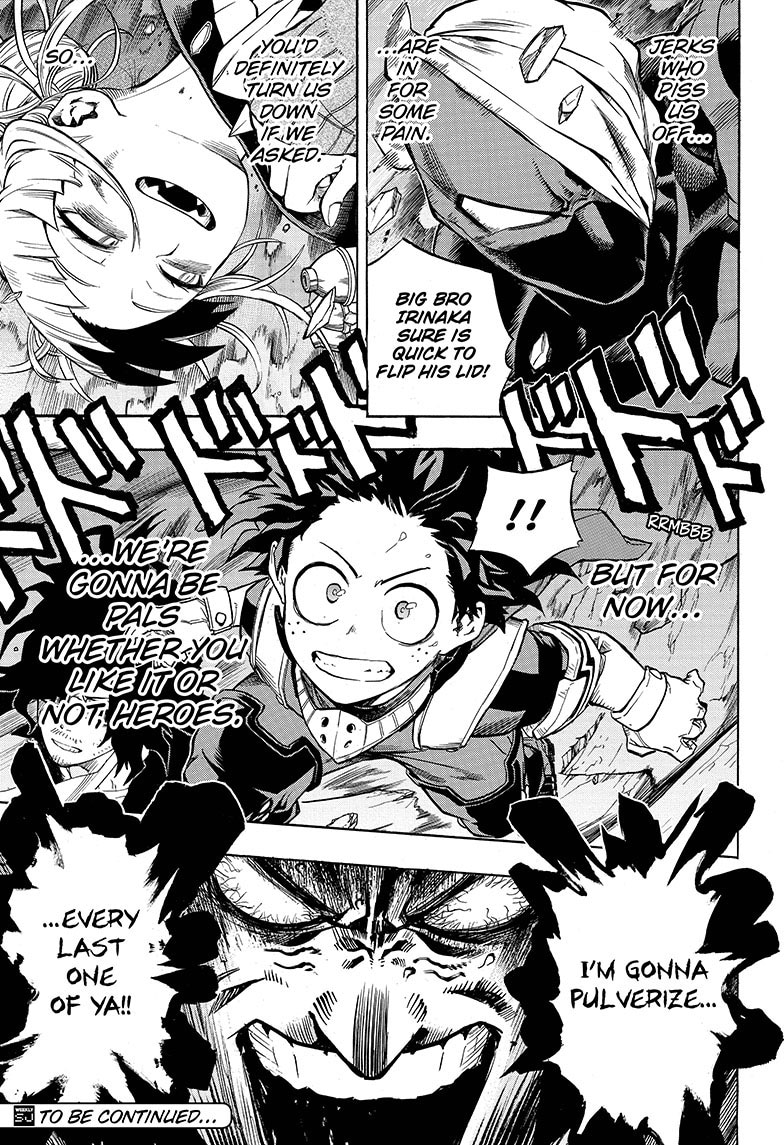 JERKS
WHO
PISS
US
OFF...
...ARE
IN
FOR
SOME
PAIN.
BIG BRO
IRINAKA
SURE IS
QUICK TO
FLIP HIS LID!
YOU'D
DEFINITELY
TURN US
DOWN
IF WE
ASKED.
SO...
ドドドドドドド
RRMBBB
!!
BUT FOR
NOW...
...WE'RE
GONNA BE
PALS
WHETHER YOU
LIKE IT OR
NOT, HEROES.
I'M GONNA
PULVERIZE...
...EVERY
LAST
ONE
OF YA!!
WEEKLY
SJ
TO BE CONTINUED...